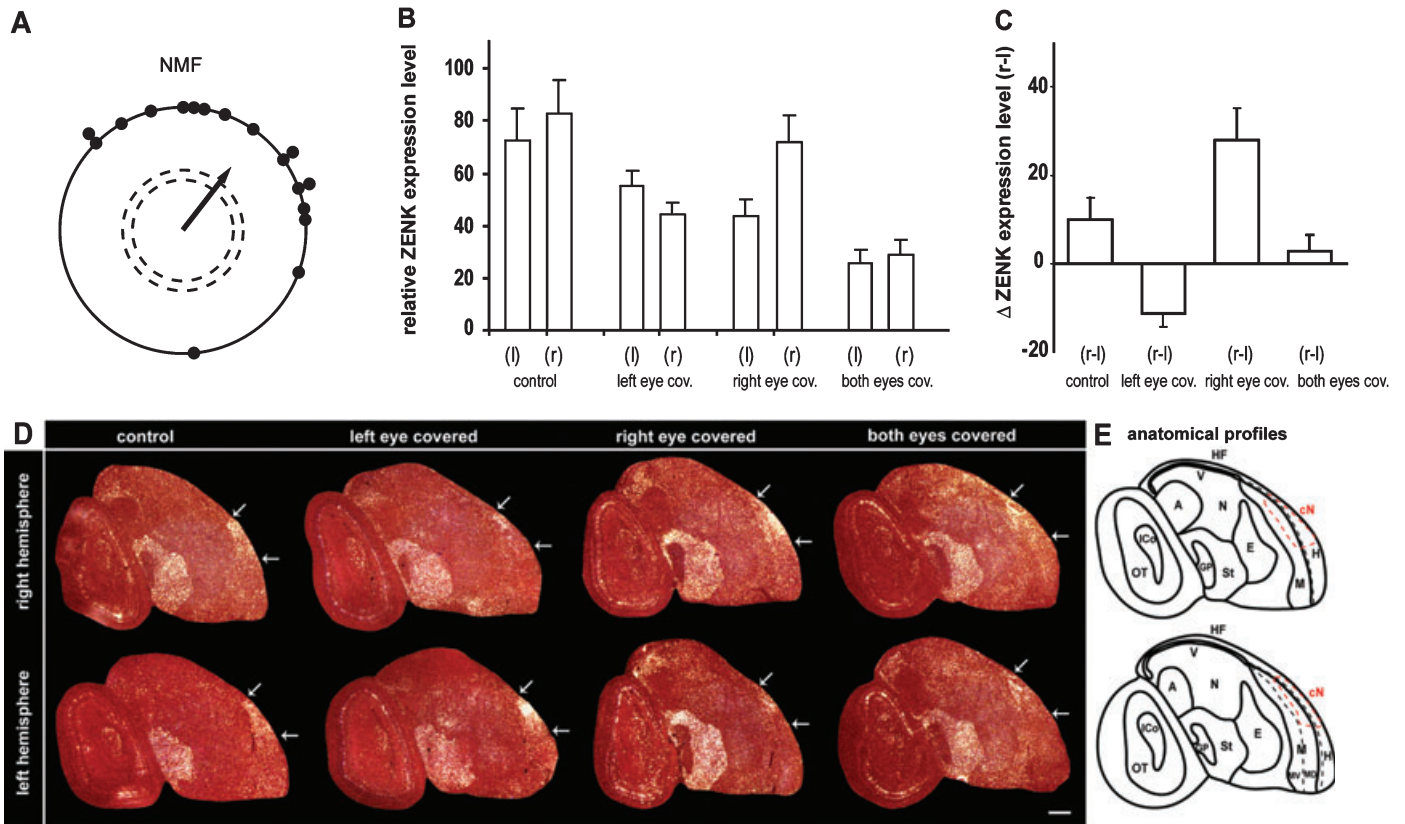 A
NMF
B
relative ZENK expression level
100
80
60
40
20
0
(l) (r) (l) (r) (l) (r) (l) (r)
control left eye cov. right eye cov. both eyes cov.
C
Δ ZENK expression level (r-l)
40
20
0
-20
(r-l) (r-l) (r-l) (r-l)
control left eye cov. right eye cov. both eyes cov.
D
control left eye covered right eye covered both eyes covered
right hemisphere
left hemisphere
E anatomical profiles
HF
V
cN
A N
ICo
H
E
GP
OT St
M
HF
V
cN
A N
ICo
E
GP St M
H
OT
MV MD